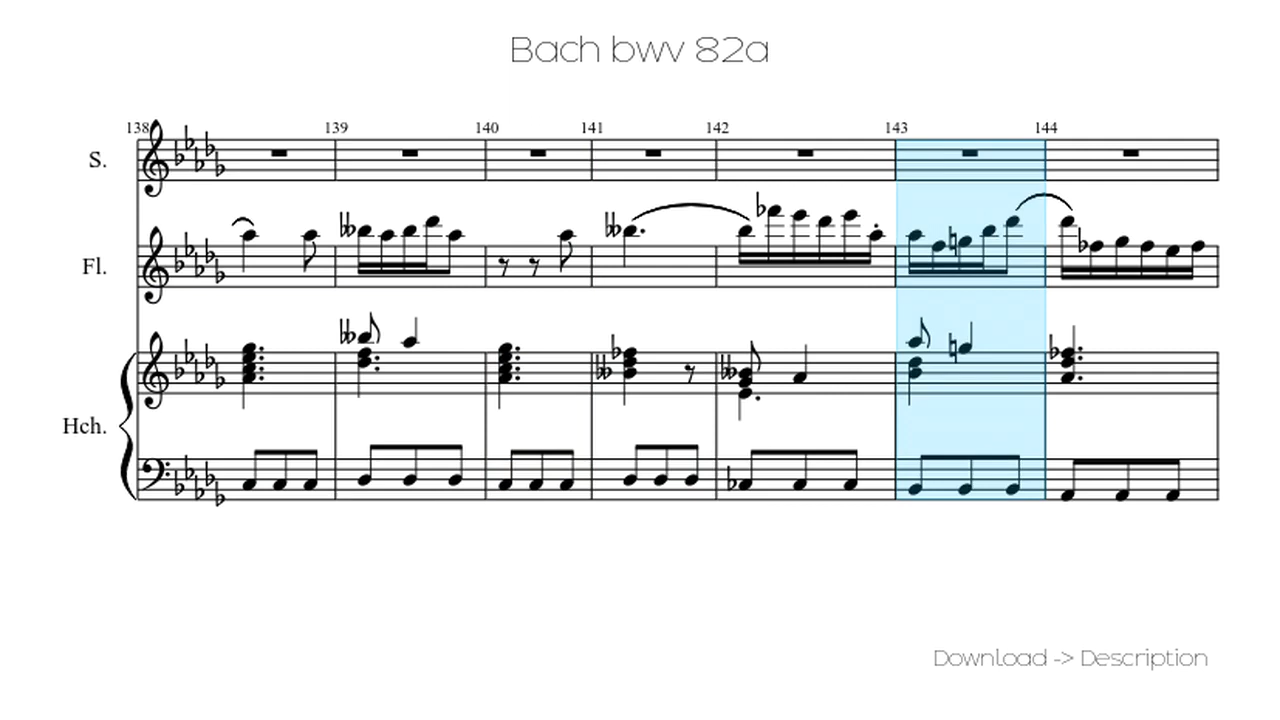 Bach bwv 82a
138 139 140 141 142 143 144
S.
Fl.
Hch.
Download -> Description